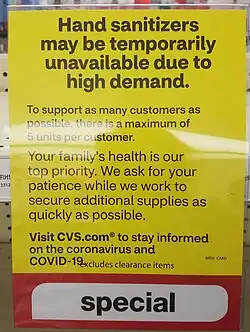 Hand sanitizers
may be temporarily
unavailable due to
high demand.
To support as many customers as
possible, there is a maximum of
5 units per customer.
Your family's health is our
top priority. We ask for your
patience while we work to
secure additional supplies as
quickly as possible.
Visit CVS.com® to stay informed
on the coronavirus and
COVID-19.
excludes clearance items
WITH CARD
special